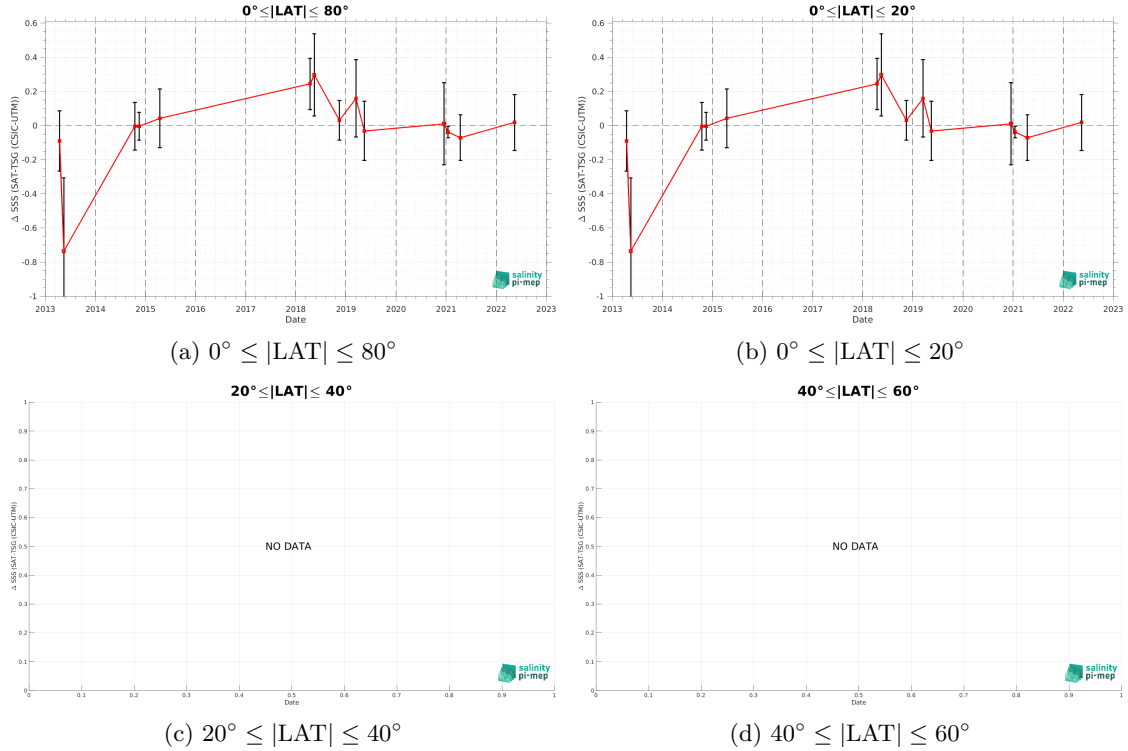 0°≤|LAT|≤ 80°
0.6
0.4
0.2
0
-0.2
-0.4
-0.6
-0.8
-1
Δ SSS (SAT-TSG (CSIC-UTM))
2013 2014 2015 2016 2017 2018 2019 2020 2021 2022 2023
Date
salinity
pi-mep
(a) 0° ≤ |LAT| ≤ 80°
0°≤|LAT|≤ 20°
0.6
0.4
0.2
0
-0.2
-0.4
-0.6
-0.8
-1
Δ SSS (SAT-TSG (CSIC-UTM))
2013 2014 2015 2016 2017 2018 2019 2020 2021 2022 2023
Date
salinity
pi-mep
(b) 0° ≤ |LAT| ≤ 20°
20°≤|LAT|≤ 40°
1
0.9
0.8
0.7
0.6
0.5
0.4
0.3
0.2
0.1
0
Δ SSS (SAT-TSG (CSIC-UTM))
NO DATA
0 0.1 0.2 0.3 0.4 0.5 0.6 0.7 0.8 0.9 1
Date
salinity
pi-mep
(c) 20° ≤ |LAT| ≤ 40°
40°≤|LAT|≤ 60°
1
0.9
0.8
0.7
0.6
0.5
0.4
0.3
0.2
0.1
0
Δ SSS (SAT-TSG (CSIC-UTM))
NO DATA
0 0.1 0.2 0.3 0.4 0.5 0.6 0.7 0.8 0.9 1
Date
salinity
pi-mep
(d) 40° ≤ |LAT| ≤ 60°